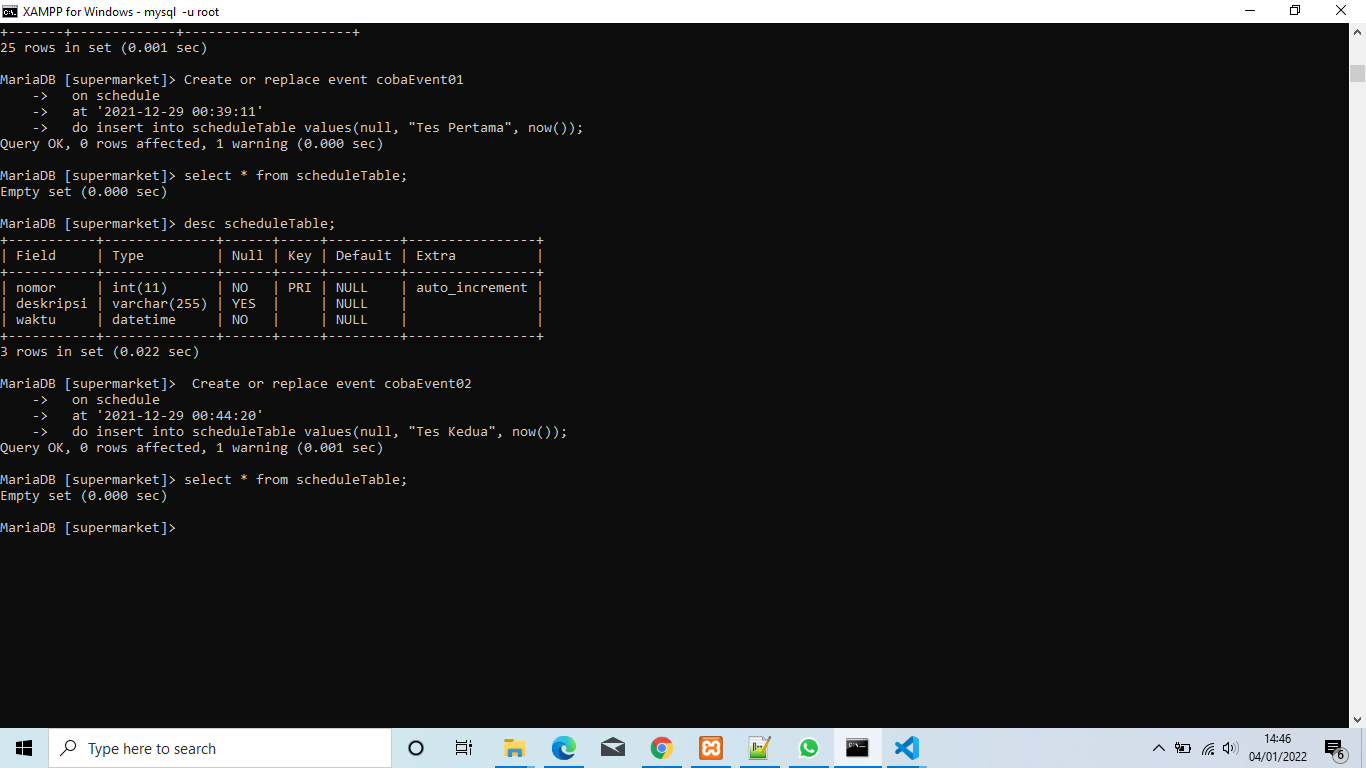 XAMPP for Windows - mysql  -u root
+-------+-------------+---------------------+
25 rows in set (0.001 sec)
MariaDB [supermarket]> Create or replace event cobaEvent01
    ->   on schedule
    ->   at '2021-12-29 00:39:11'
    ->   do insert into scheduleTable values(null, "Tes Pertama", now());
Query OK, 0 rows affected, 1 warning (0.000 sec)
MariaDB [supermarket]> select * from scheduleTable;
Empty set (0.000 sec)
MariaDB [supermarket]> desc scheduleTable;
+-----------+--------------+------+-----+---------+----------------+
| Field     | Type         | Null | Key | Default | Extra          |
+-----------+--------------+------+-----+---------+----------------+
| nomor     | int(11)      | NO   | PRI | NULL    | auto_increment |
| deskripsi | varchar(255) | YES  |     | NULL    |                |
| waktu     | datetime     | NO   |     | NULL    |                |
+-----------+--------------+------+-----+---------+----------------+
3 rows in set (0.022 sec)
MariaDB [supermarket]>  Create or replace event cobaEvent02
    ->   on schedule
    ->   at '2021-12-29 00:44:20'
    ->   do insert into scheduleTable values(null, "Tes Kedua", now());
Query OK, 0 rows affected, 1 warning (0.001 sec)
MariaDB [supermarket]> select * from scheduleTable;
Empty set (0.000 sec)
MariaDB [supermarket]>
Type here to search
14:46
04/01/2022
6